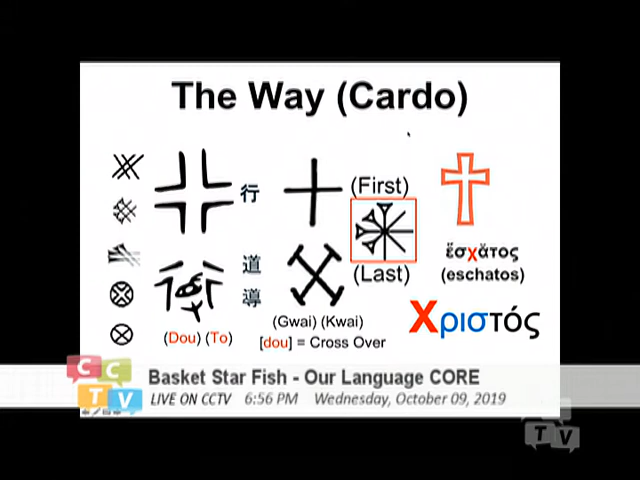 The Way (Cardo)
行
(First)
(Last)
道
導
ἔσχᾰτος
(eschatos)
(Dou) (To)
(Gwai) (Kwai)
[dou] = Cross Over
Χριστός
CCTV
Basket Star Fish - Our Language CORE
LIVE ON CCTV 6:56 PM Wednesday, October 09, 2019
TV